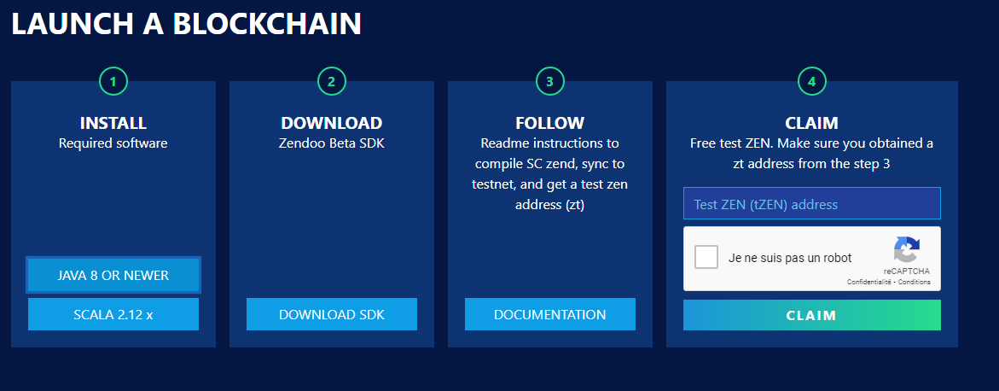 LAUNCH A BLOCKCHAIN
1
INSTALL
Required software
JAVA 8 OR NEWER
SCALA 2.12 x
2
DOWNLOAD
Zendoo Beta SDK
DOWNLOAD SDK
3
FOLLOW
Readme instructions to
compile SC zend, sync to
testnet, and get a test zen
address (zt)
DOCUMENTATION
4
CLAIM
Free test ZEN. Make sure you obtained a
zt address from the step 3
Test ZEN (tZEN) address
Je ne suis pas un robot
reCAPTCHA
Confidentialité - Conditions
CLAIM